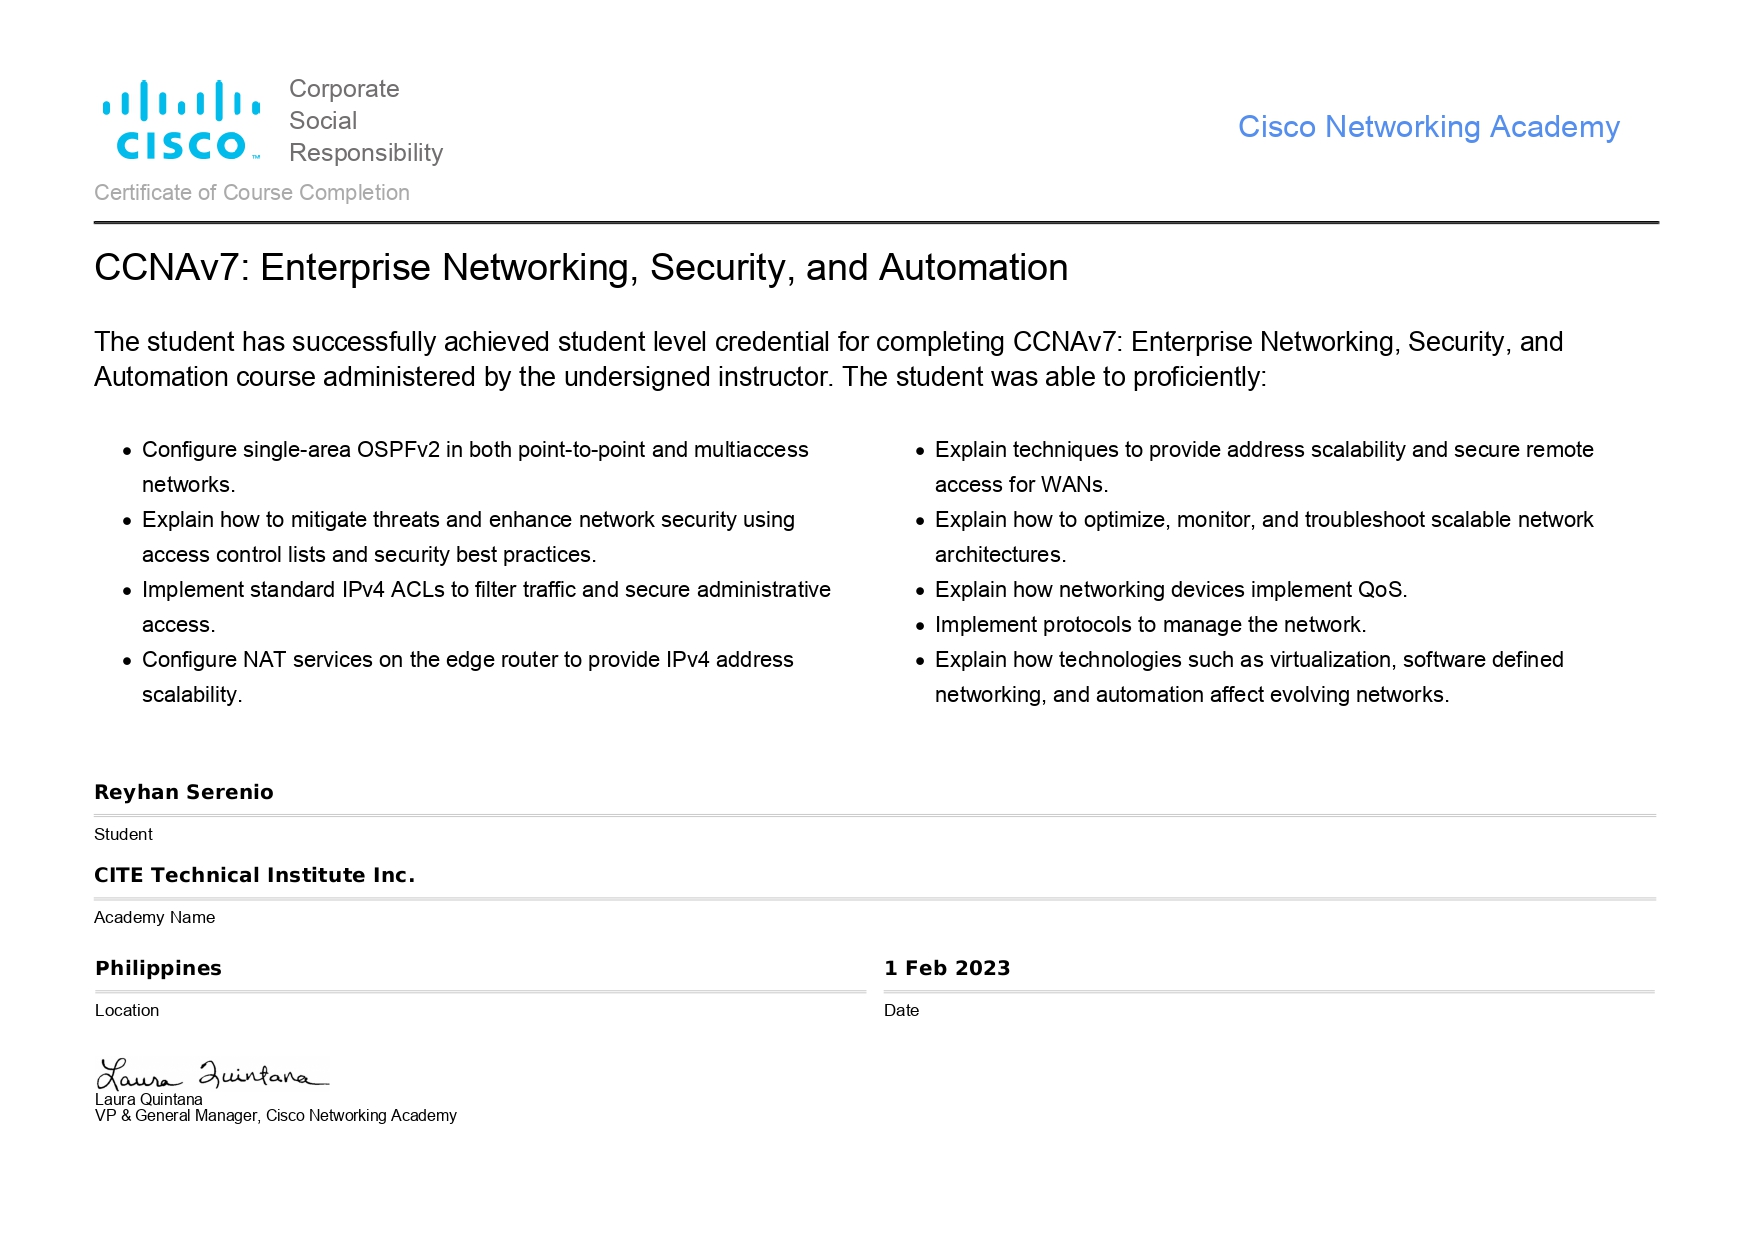 CISCO™
Corporate
Social
Responsibility
Cisco Networking Academy
Certificate of Course Completion
CCNAv7: Enterprise Networking, Security, and Automation
The student has successfully achieved student level credential for completing CCNAv7: Enterprise Networking, Security, and
Automation course administered by the undersigned instructor. The student was able to proficiently:
• Configure single-area OSPFv2 in both point-to-point and multiaccess
networks.
• Explain how to mitigate threats and enhance network security using
access control lists and security best practices.
• Implement standard IPv4 ACLs to filter traffic and secure administrative
access.
• Configure NAT services on the edge router to provide IPv4 address
scalability.
• Explain techniques to provide address scalability and secure remote
access for WANs.
• Explain how to optimize, monitor, and troubleshoot scalable network
architectures.
• Explain how networking devices implement QoS.
• Implement protocols to manage the network.
• Explain how technologies such as virtualization, software defined
networking, and automation affect evolving networks.
Reyhan Serenio
Student
CITE Technical Institute Inc.
Academy Name
Philippines
Location
1 Feb 2023
Date
Laura Quintana
Laura Quintana
VP & General Manager, Cisco Networking Academy